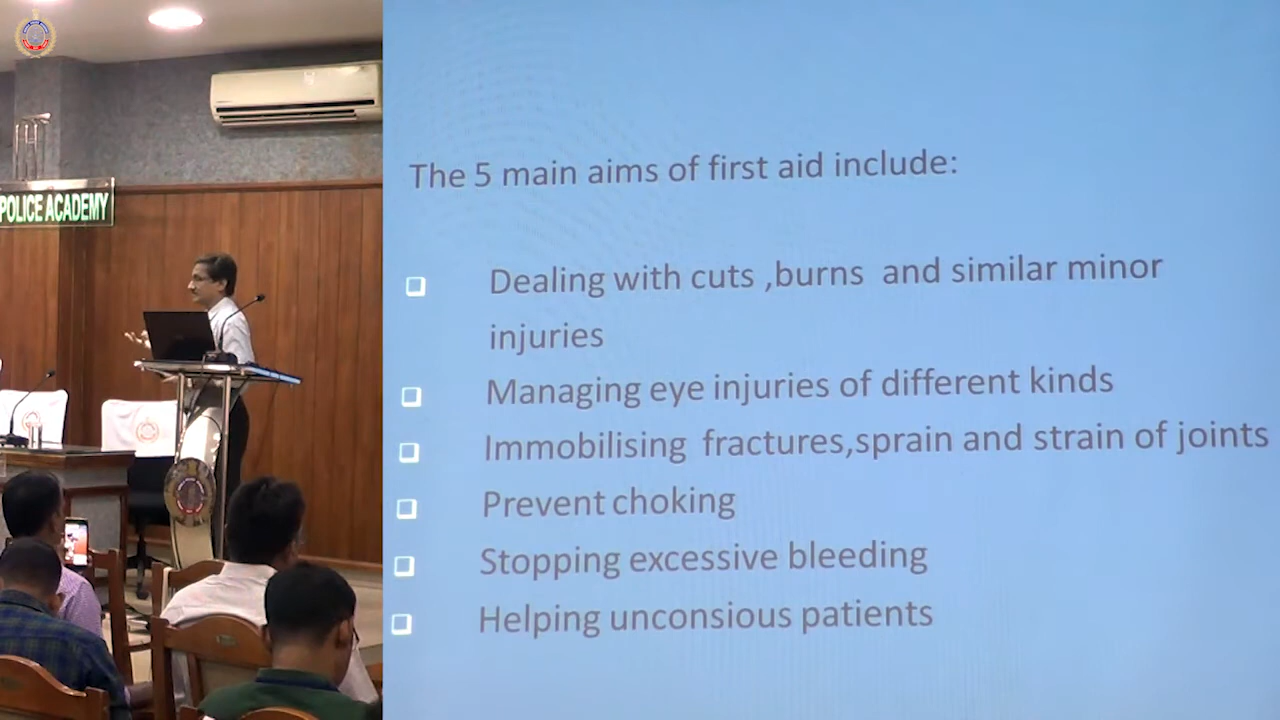 POLICE ACADEMY
The 5 main aims of first aid include:
Dealing with cuts ,burns and similar minor
injuries
Managing eye injuries of different kinds
Immobilising fractures,sprain and strain of joints
Prevent choking
Stopping excessive bleeding
Helping unconsious patients